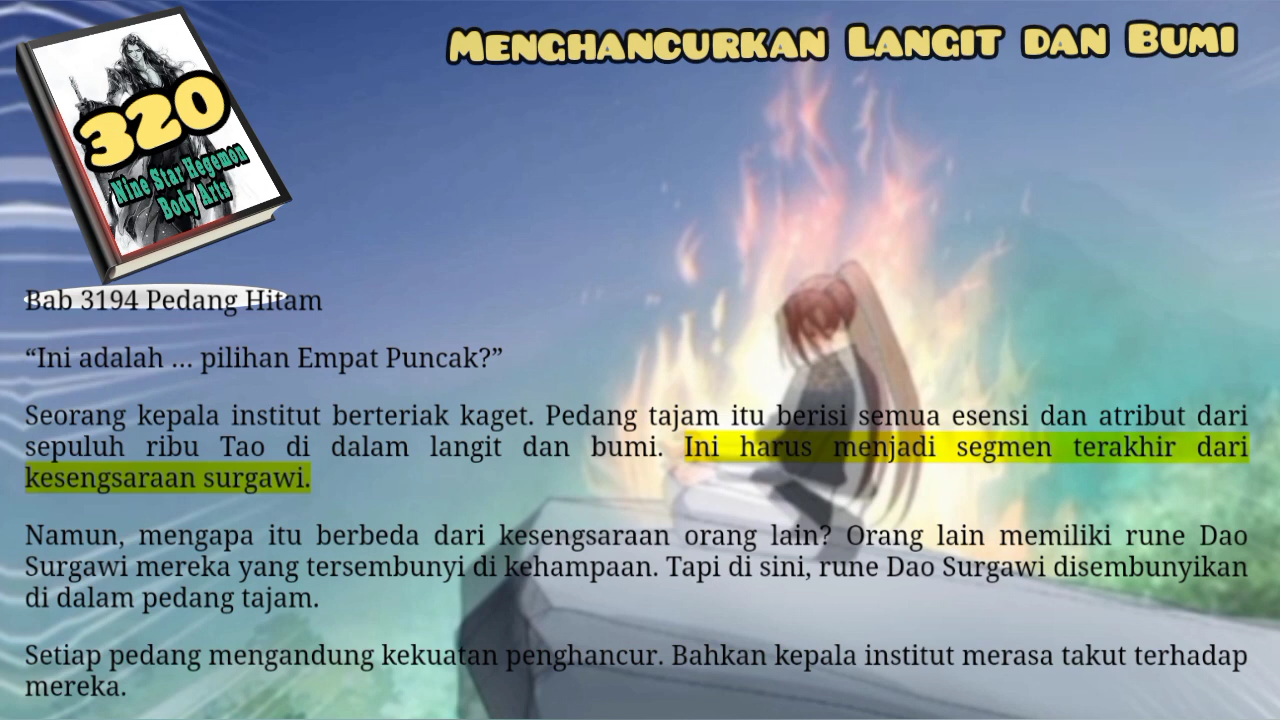 Menghancurkan Langit dan Bumi
320
Nine Star Hegemon
Body Arts
Bab 3194 Pedang Hitam
“Ini adalah ... pilihan Empat Puncak?”
Seorang kepala institut berteriak kaget. Pedang tajam itu berisi semua esensi dan atribut dari
sepuluh ribu Tao di dalam langit dan bumi. Ini harus menjadi segmen terakhir dari
kesengsaraan surgawi.
Namun, mengapa itu berbeda dari kesengsaraan orang lain? Orang lain memiliki rune Dao
Surgawi mereka yang tersembunyi di kehampaan. Tapi di sini, rune Dao Surgawi disembunyikan
di dalam pedang tajam.
Setiap pedang mengandung kekuatan penghancur. Bahkan kepala institut merasa takut terhadap
mereka.